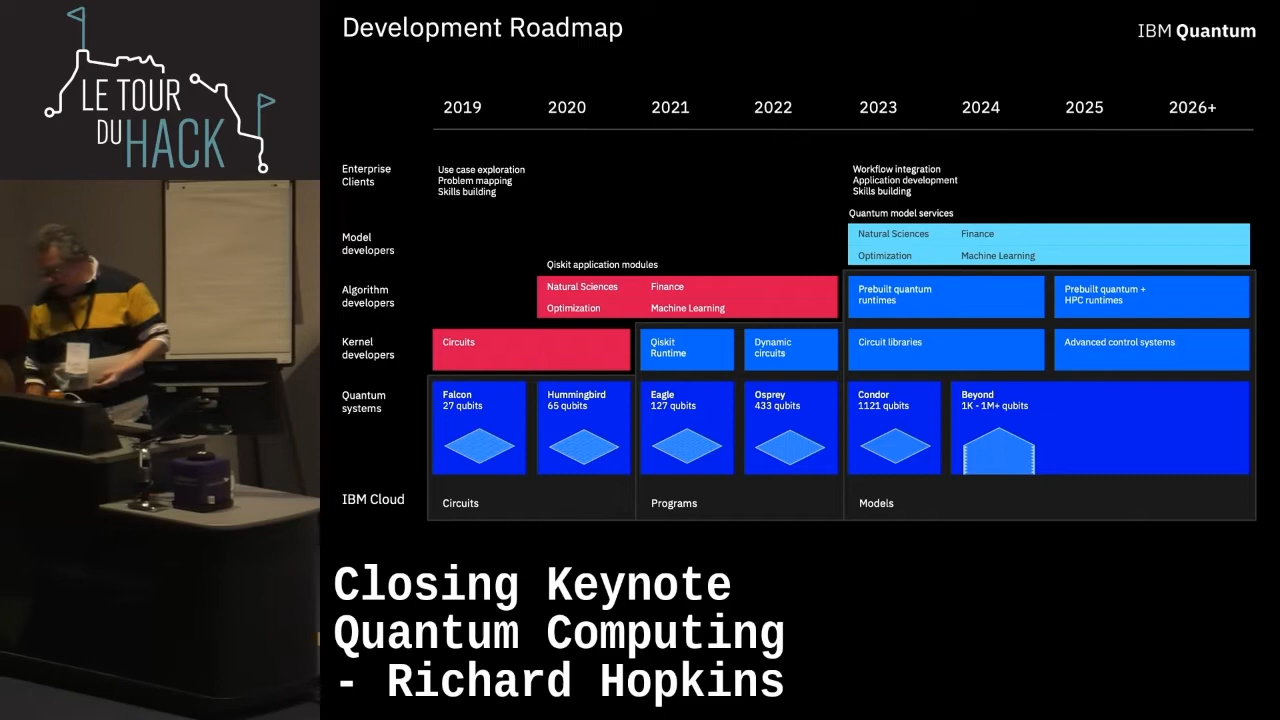 LE TOUR
DU HACK
Development Roadmap
IBM Quantum
2019 2020 2021 2022 2023 2024 2025 2026+
Enterprise
Clients
Use case exploration
Problem mapping
Skills building
Workflow integration
Application development
Skills building
Model
developers
Quantum model services
Natural Sciences Finance
Optimization Machine Learning
Algorithm
developers
Qiskit application modules
Natural Sciences Finance
Optimization Machine Learning
Prebuilt quantum
runtimes
Prebuilt quantum +
HPC runtimes
Kernel
developers
Circuits
Qiskit
Runtime
Dynamic
circuits
Circuit libraries
Advanced control systems
Quantum
systems
Falcon
27 qubits
Hummingbird
65 qubits
Eagle
127 qubits
Osprey
433 qubits
Condor
1121 qubits
Beyond
1K - 1M+ qubits
IBM Cloud
Circuits
Programs
Models
Closing Keynote
Quantum Computing
- Richard Hopkins